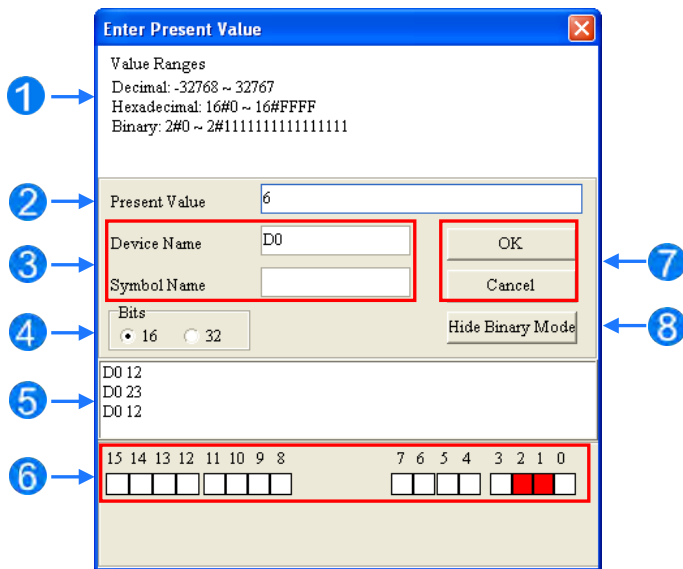 Enter Present Value
1
Value Ranges
Decimal: -32768 ~ 32767
Hexadecimal: 16#0 ~ 16#FFFF
Binary: 2#0 ~ 2#1111111111111111
2
Present Value 6
3
Device Name D0
OK
7
Symbol Name
Cancel
4
Bits
16 32
Hide Binary Mode
8
5
D0 12
D0 23
D0 12
6
15 14 13 12 11 10 9 8 7 6 5 4 3 2 1 0